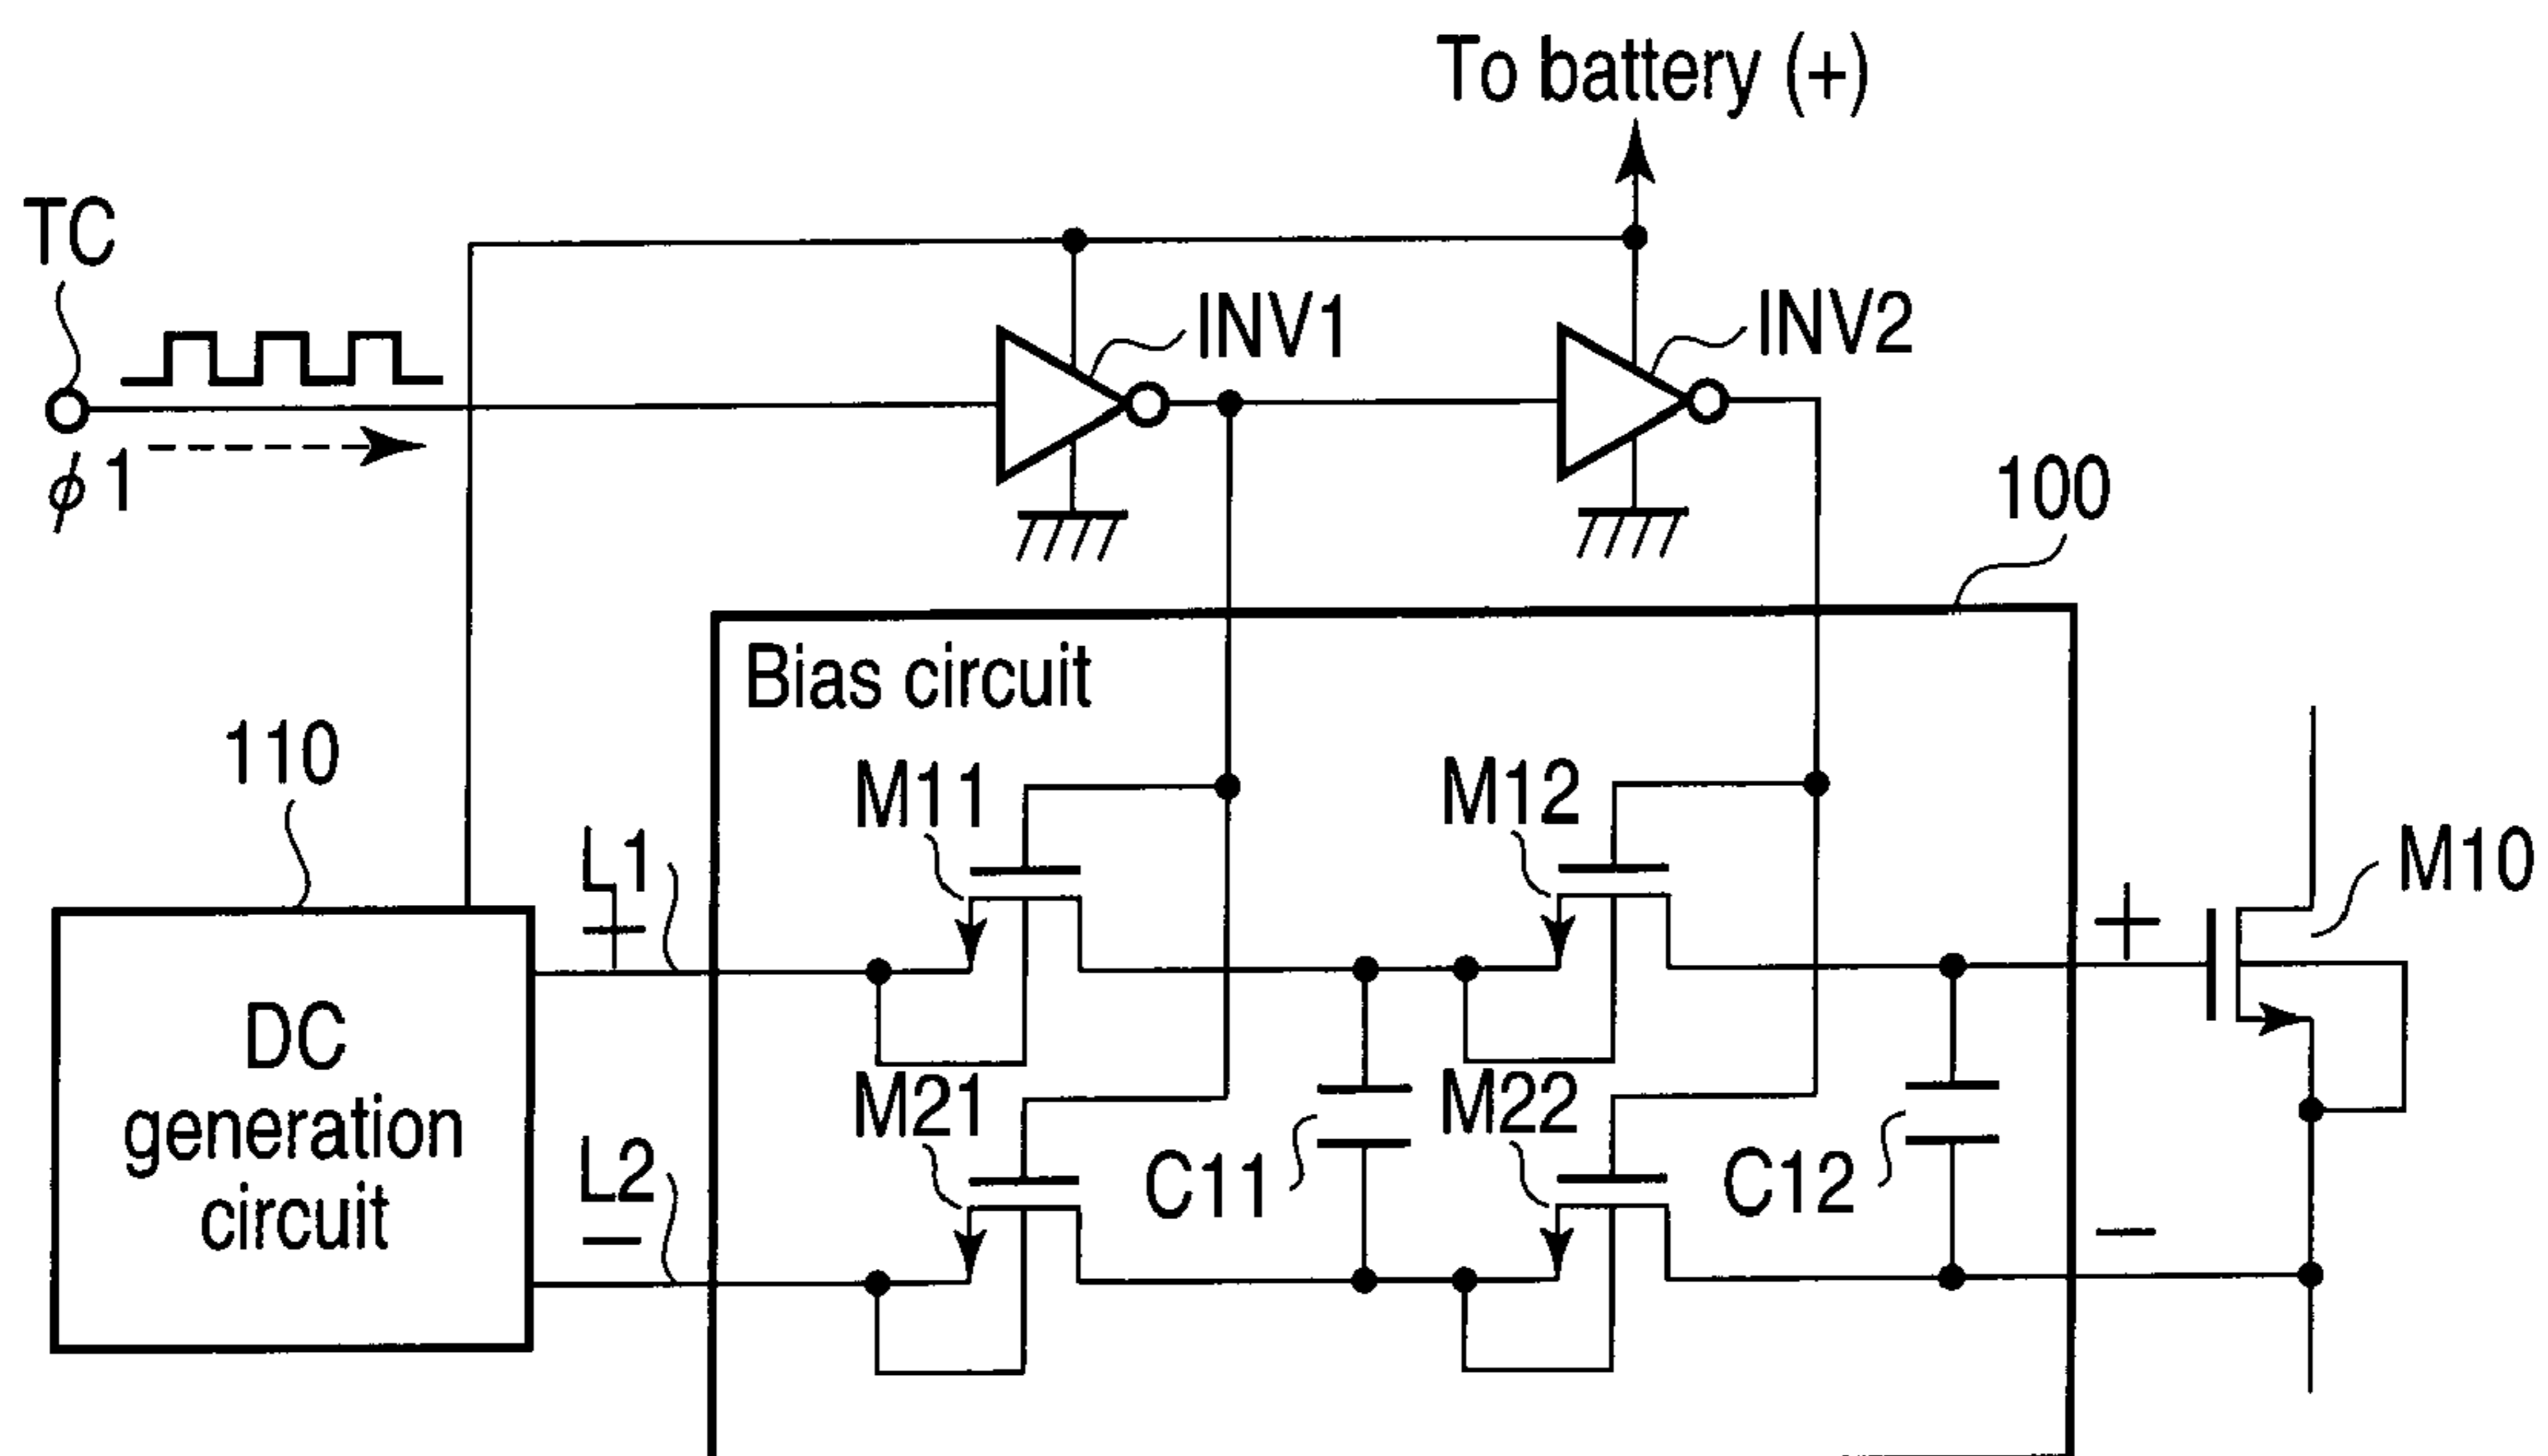 To battery (+)
TC
INV1
INV2
ϕ1
100
Bias circuit
110
M11
M12
L1
+
+
M10
DC
generation
circuit
M21
M22
C11
C12
L2
−
−